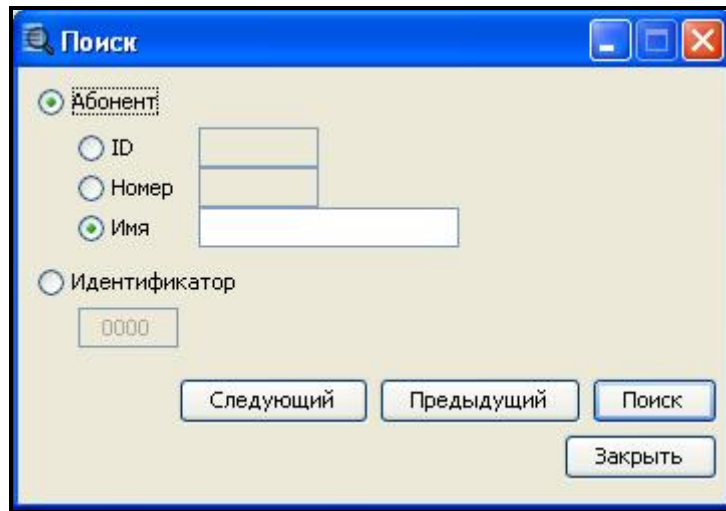 Поиск
Абонент
ID
Номер
Имя
Идентификатор
0000
Следующий Предыдущий Поиск
Закрыть